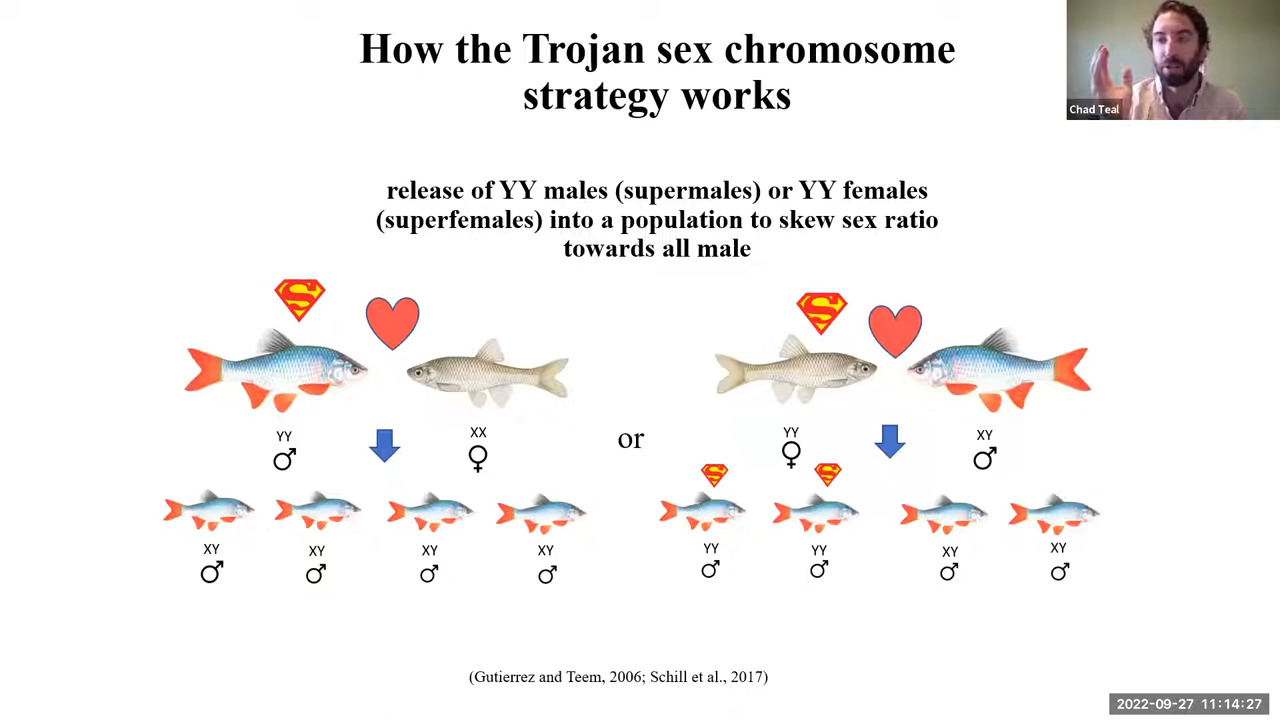 How the Trojan sex chromosome
strategy works
Chad Teal
release of YY males (supermales) or YY females
(superfemales) into a population to skew sex ratio
towards all male
S
S
YY
♂
XX
♀
or
YY
♀
XY
♂
S
S
XY
♂
XY
♂
XY
♂
XY
♂
YY
♂
YY
♂
XY
♂
XY
♂
(Gutierrez and Teem, 2006; Schill et al., 2017)
2022-09-27 11:14:27